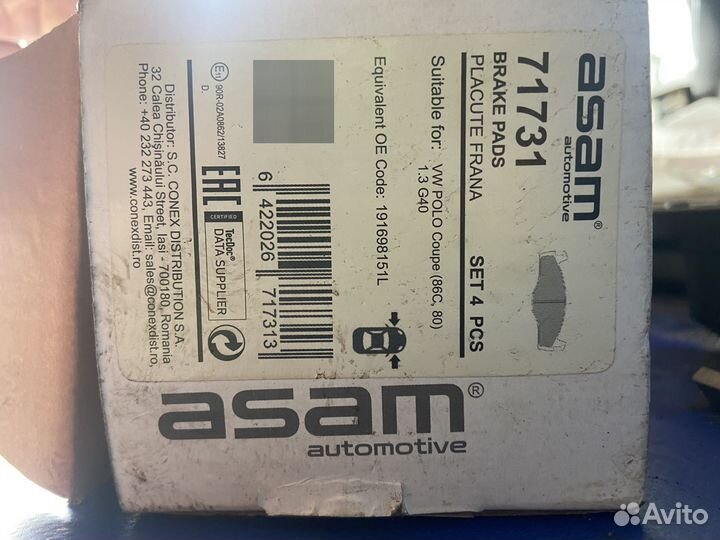 asam®
automotive
71731
BRAKE PADS
PLACUTE FRANA
SET 4 PCS
Suitable for: VW POLO Coupe (86C, 80)
1.3 G40
Equivalent OE Code: 191698151L
E11 90R-02A0862/13827
D.
EAC
CERTIFIED
TecDoc®
DATA SUPPLIER
6 422026 717313
Distributor: S.C. CONEX DISTRIBUTION S.A.
32 Calea Chişinăului Street, Iasi - 700180, Romania
Phone: +40 232 273 443, Email: sales@conexdist.ro,
www.conexdist.ro
asam®
automotive
Avito